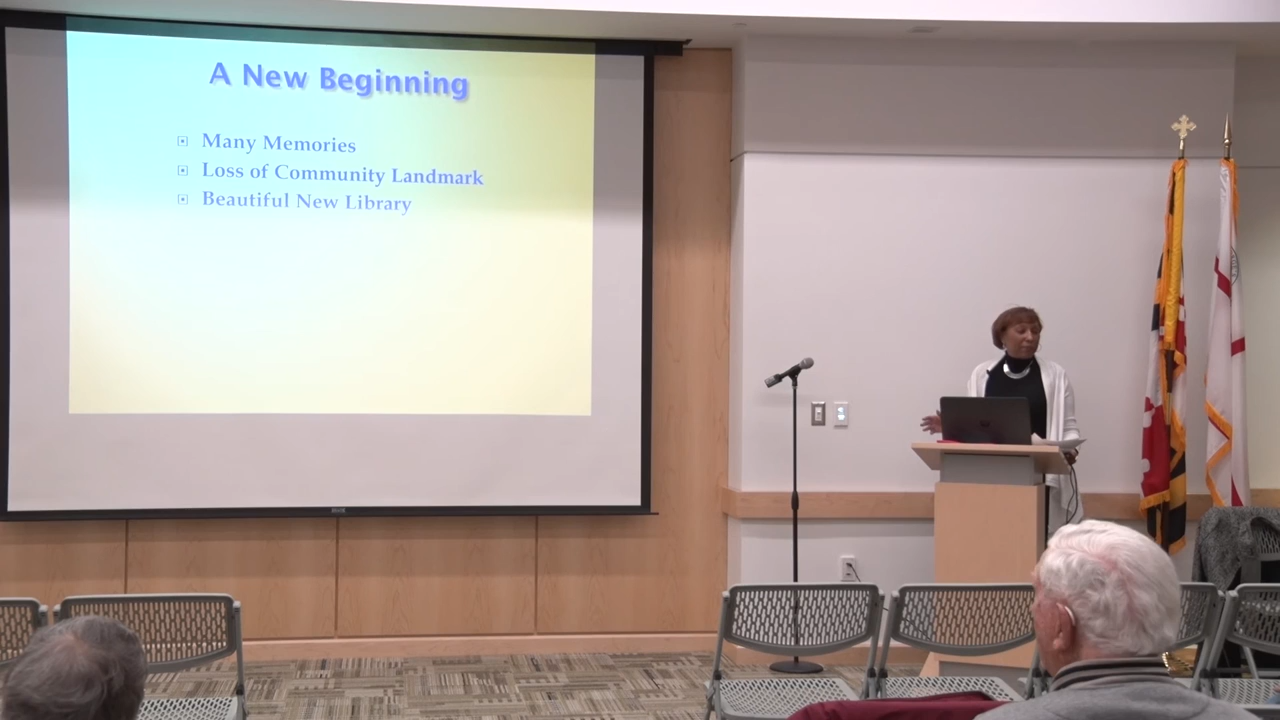 A New Beginning
Many Memories
Loss of Community Landmark
Beautiful New Library